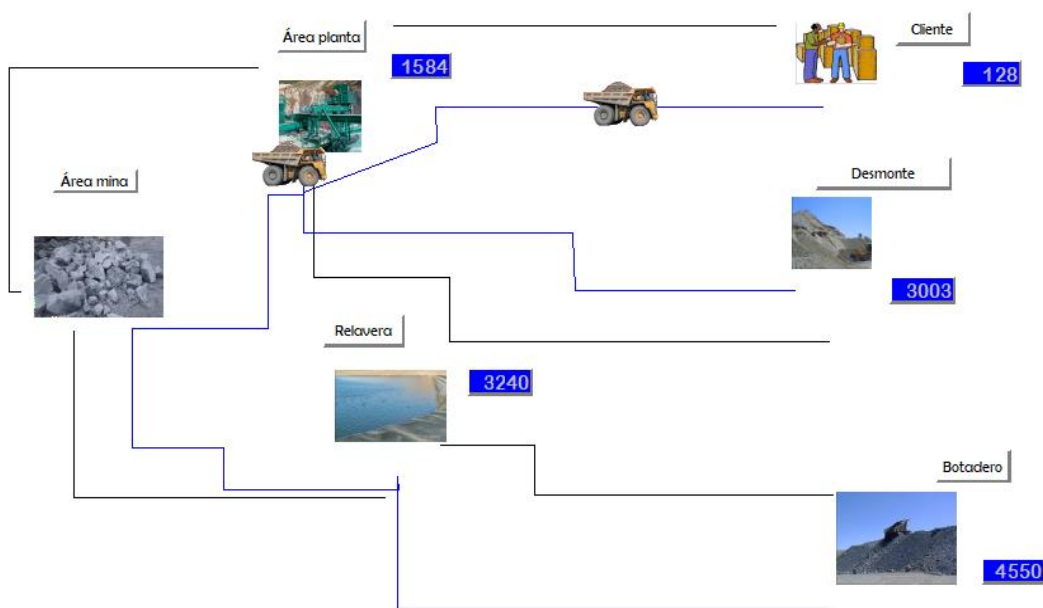 Área planta
1584
Cliente
128
Área mina
Desmonte
3003
Relavera
3240
Botadero
4550